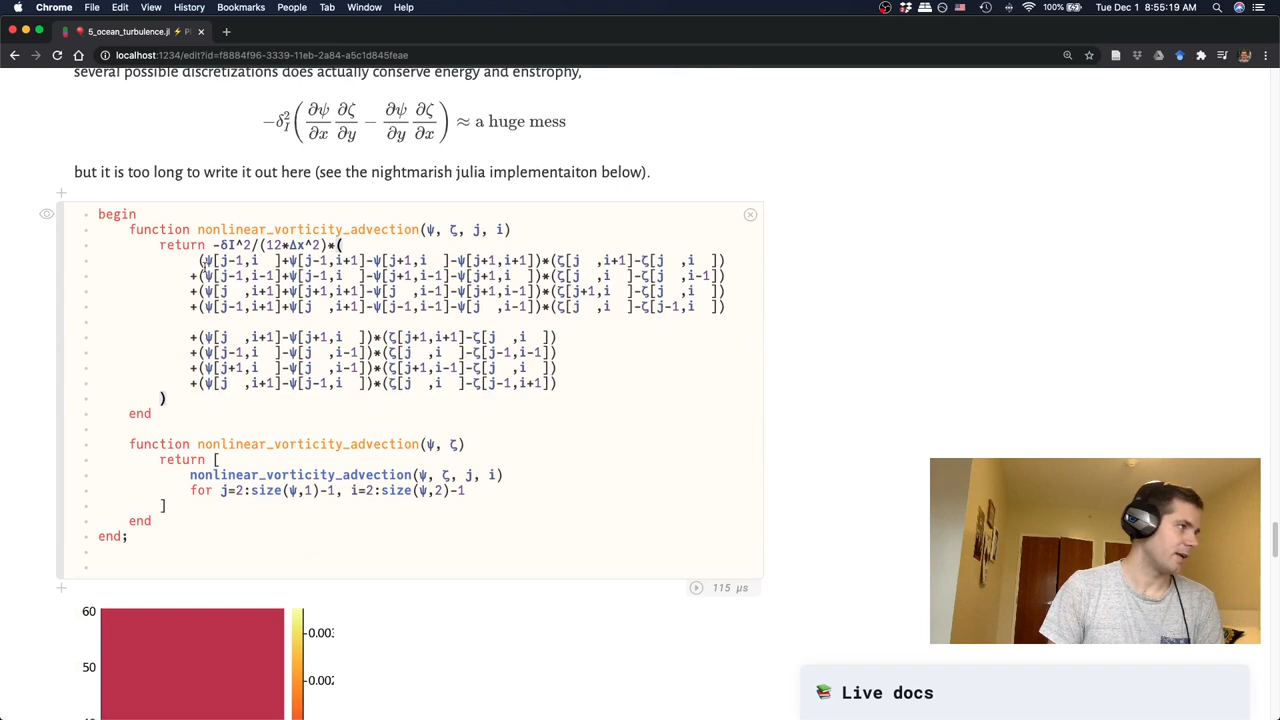 Chrome File Edit View History Bookmarks People Tab Window Help 100% Tue Dec 1 8:55:19 AM
5_ocean_turbulence.jl
localhost:1234/edit?id=f8884f96-3339-11eb-2a84-a5c1d845feae
several possible discretizations does actually conserve energy and enstrophy,
−δ_I^2 ( ∂ψ/∂x ∂ζ/∂y − ∂ψ/∂y ∂ζ/∂x ) ≈ a huge mess
but it is too long to write it out here (see the nightmarish julia implementaiton below).
begin
function nonlinear_vorticity_advection(ψ, ζ, j, i)
return -δI^2/(12*Δx^2)*(
(ψ[j-1,i  ]+ψ[j-1,i+1]-ψ[j+1,i  ]-ψ[j+1,i+1])*(ζ[j  ,i+1]-ζ[j  ,i  ])
+(ψ[j-1,i-1]+ψ[j-1,i  ]-ψ[j+1,i-1]-ψ[j+1,i  ])*(ζ[j  ,i  ]-ζ[j  ,i-1])
+(ψ[j  ,i+1]+ψ[j+1,i+1]-ψ[j  ,i-1]-ψ[j+1,i-1])*(ζ[j+1,i  ]-ζ[j  ,i  ])
+(ψ[j-1,i+1]+ψ[j  ,i+1]-ψ[j-1,i-1]-ψ[j  ,i-1])*(ζ[j  ,i  ]-ζ[j-1,i  ])
+(ψ[j  ,i+1]-ψ[j+1,i  ])*(ζ[j+1,i+1]-ζ[j  ,i  ])
+(ψ[j-1,i  ]-ψ[j  ,i-1])*(ζ[j  ,i  ]-ζ[j-1,i-1])
+(ψ[j+1,i  ]-ψ[j  ,i-1])*(ζ[j+1,i-1]-ζ[j  ,i  ])
+(ψ[j  ,i+1]-ψ[j-1,i  ])*(ζ[j  ,i  ]-ζ[j-1,i+1])
)
end
function nonlinear_vorticity_advection(ψ, ζ)
return [
nonlinear_vorticity_advection(ψ, ζ, j, i)
for j=2:size(ψ,1)-1, i=2:size(ψ,2)-1
]
end
end;
115 μs
60
50
0.002
Live docs